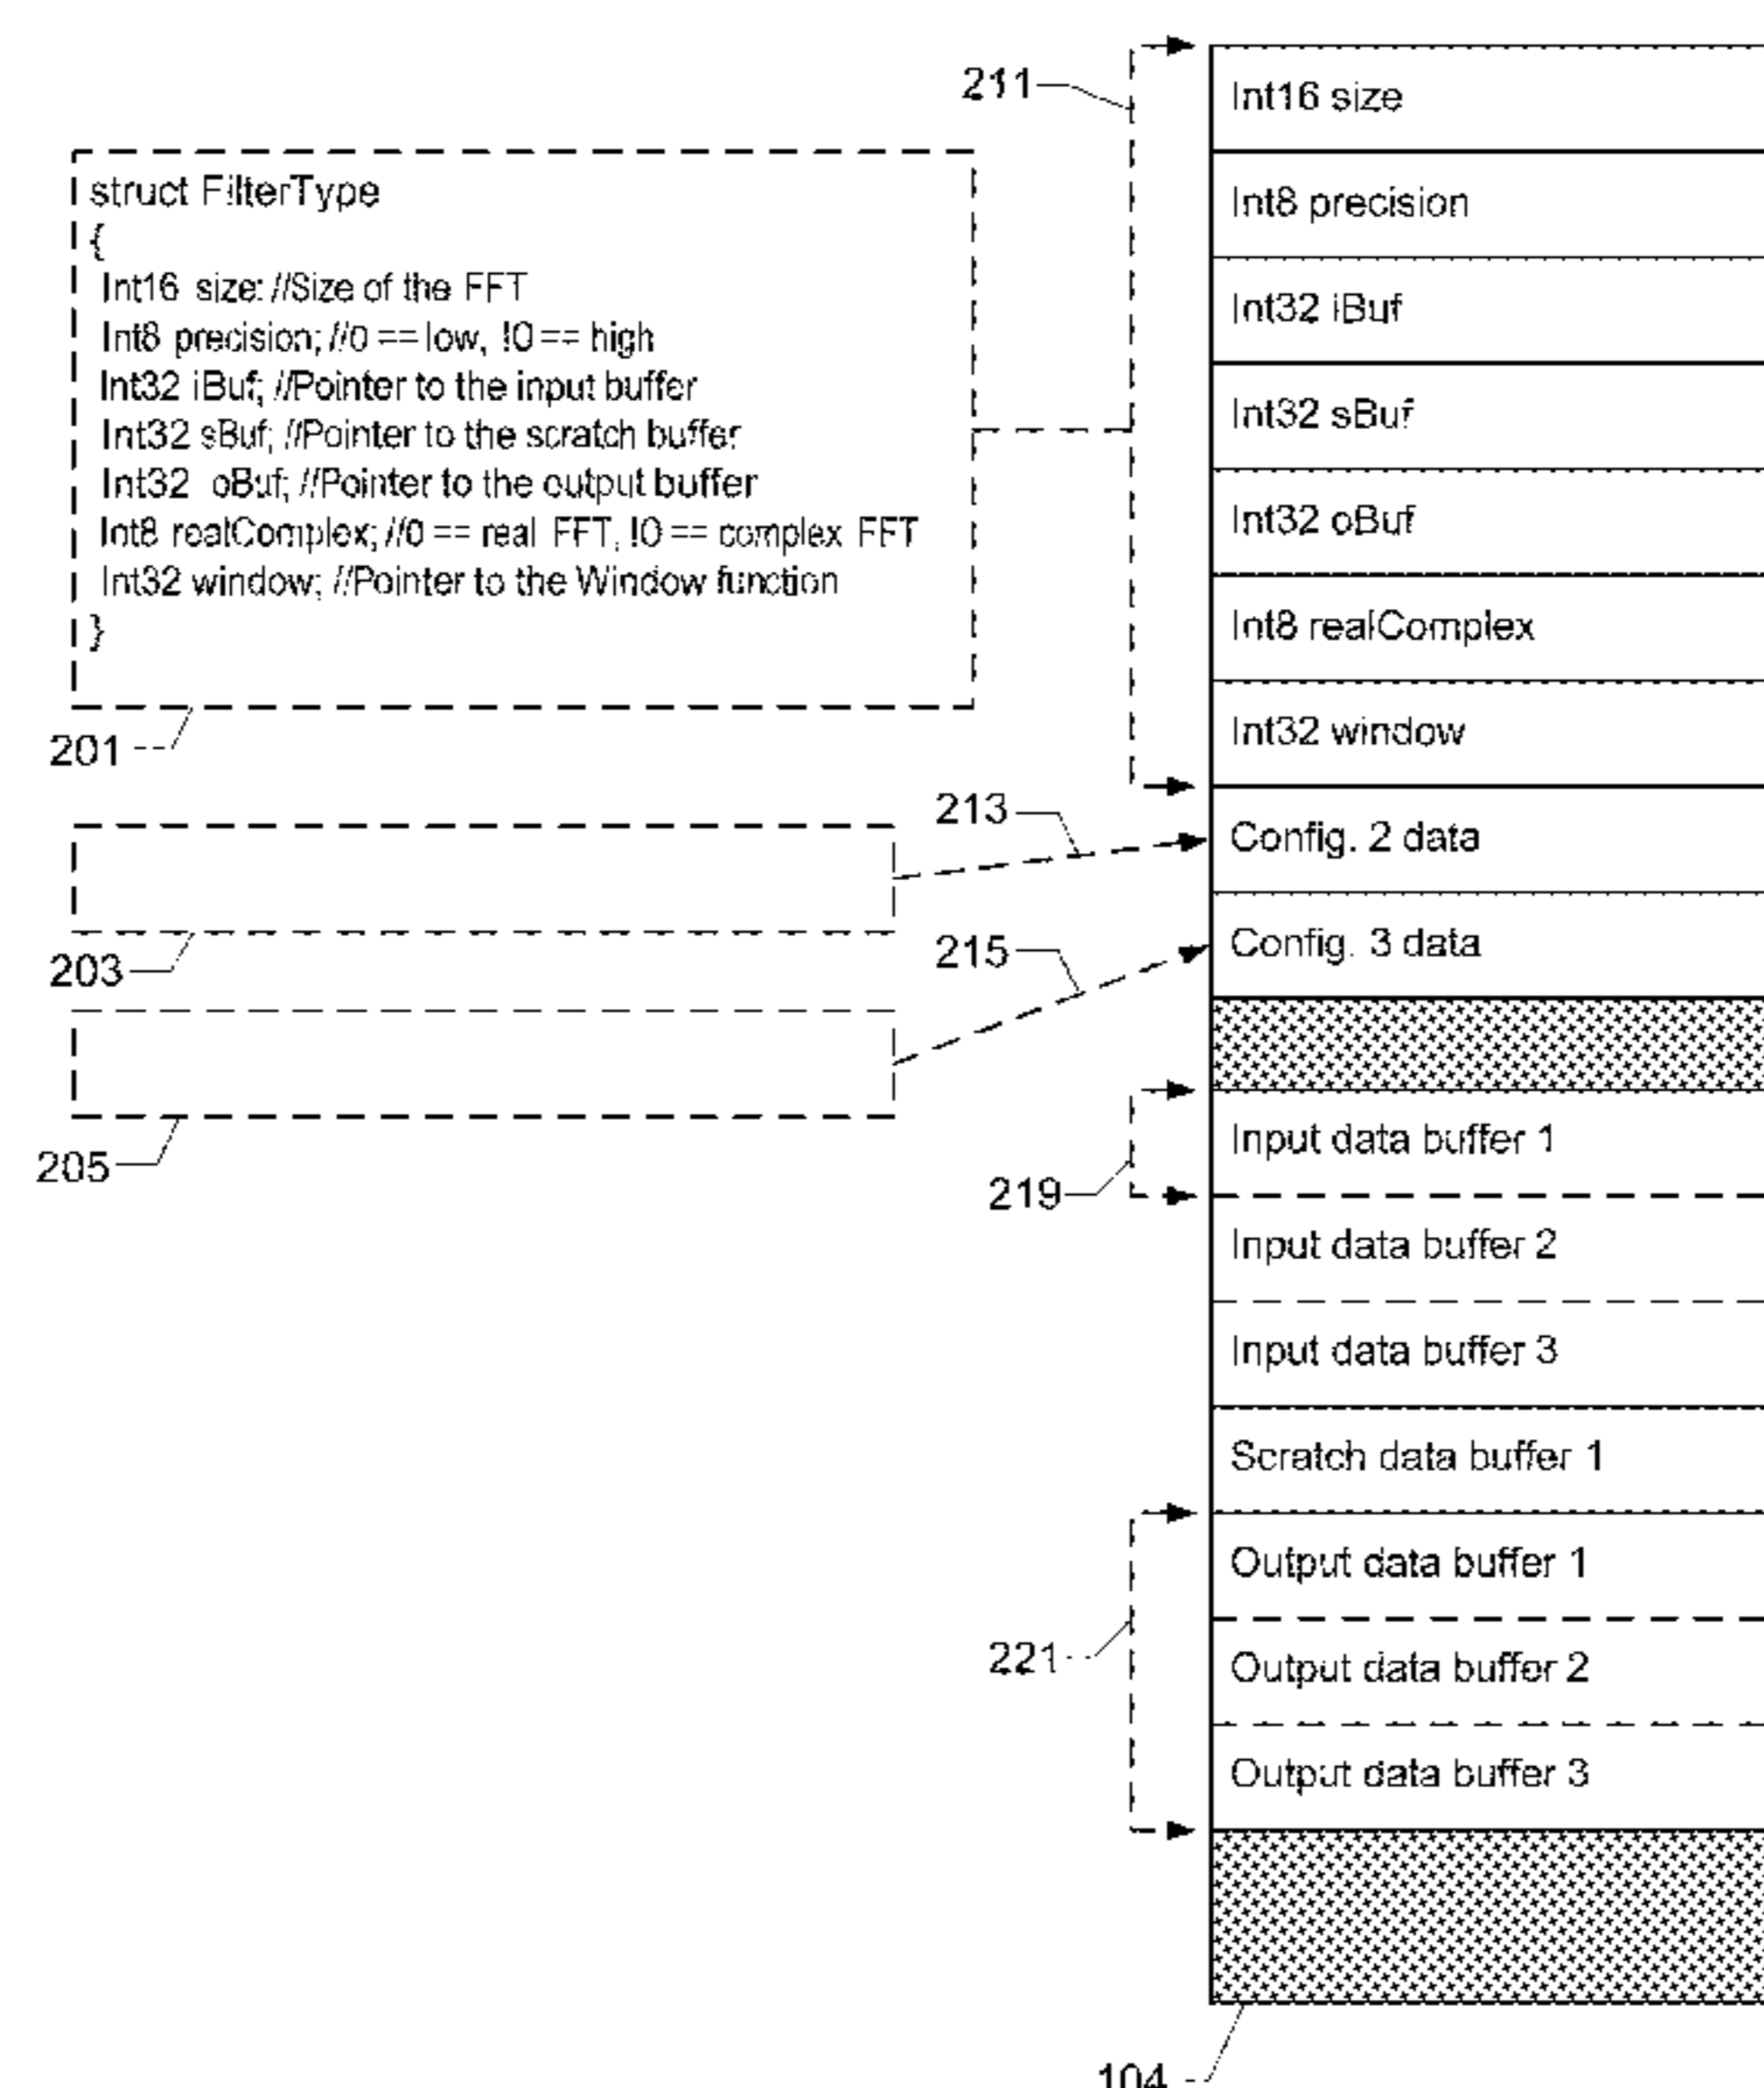 211
struct FilterType
{
Int16 size: //Size of the FFT
Int8 precision; //0 == low, !0 == high
Int32 iBuf; //Pointer to the input buffer
Int32 sBuf; //Pointer to the scratch buffer
Int32 oBuf; //Pointer to the output buffer
Int8 realComplex; //0 == real FFT, !0 == complex FFT
Int32 window; //Pointer to the Window function
}
201
213
203
215
205
219
221
Int16 size
Int8 precision
Int32 iBuf
Int32 sBuf
Int32 oBuf
Int8 realComplex
Int32 window
Config. 2 data
Config. 3 data
Input data buffer 1
Input data buffer 2
Input data buffer 3
Scratch data buffer 1
Output data buffer 1
Output data buffer 2
Output data buffer 3
104